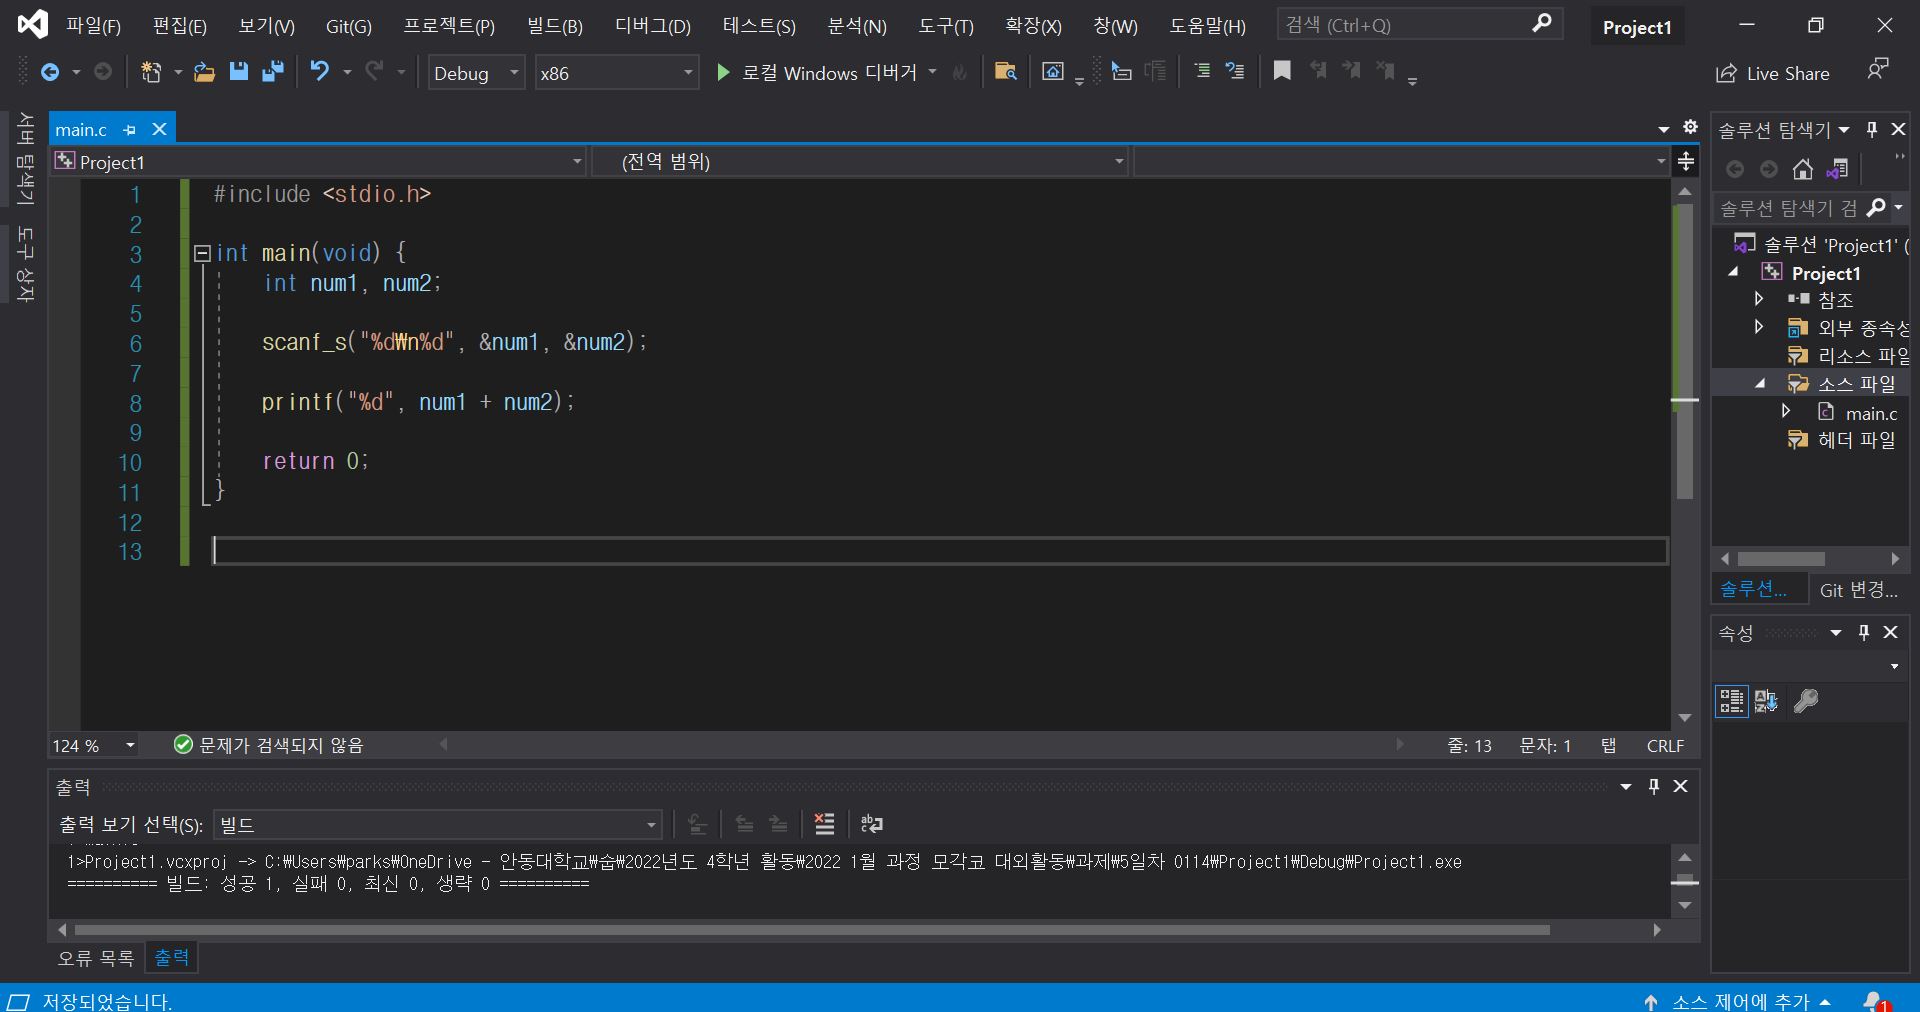 파일(F) 편집(E) 보기(V) Git(G) 프로젝트(P) 빌드(B) 디버그(D) 테스트(S) 분석(N) 도구(T) 확장(X) 창(W) 도움말(H) 검색 (Ctrl+Q) Project1
Debug x86 로컬 Windows 디버거 Live Share
서버 탐색기
도구 상자
main.c
Project1 (전역 범위)
1 #include <stdio.h>
2
3 int main(void) {
4 int num1, num2;
5
6 scanf_s("%d₩n%d", &num1, &num2);
7
8 printf("%d", num1 + num2);
9
10 return 0;
11 }
12
13
124 % 문제가 검색되지 않음 줄: 13 문자: 1 탭 CRLF
출력
출력 보기 선택(S): 빌드
1>Project1.vcxproj -> C:₩Users₩parks₩OneDrive - 안동대학교₩숩₩2022년도 4학년 활동₩2022 1월 과정 모각코 대외활동₩과제₩5일차 0114₩Project1₩Debug₩Project1.exe
========== 빌드: 성공 1, 실패 0, 최신 0, 생략 0 ==========
오류 목록 출력
솔루션 탐색기
솔루션 탐색기 검
솔루션 'Project1' (
Project1
참조
외부 종속성
리소스 파일
소스 파일
main.c
헤더 파일
솔루션... Git 변경...
속성
저장되었습니다. 소스 제어에 추가 1